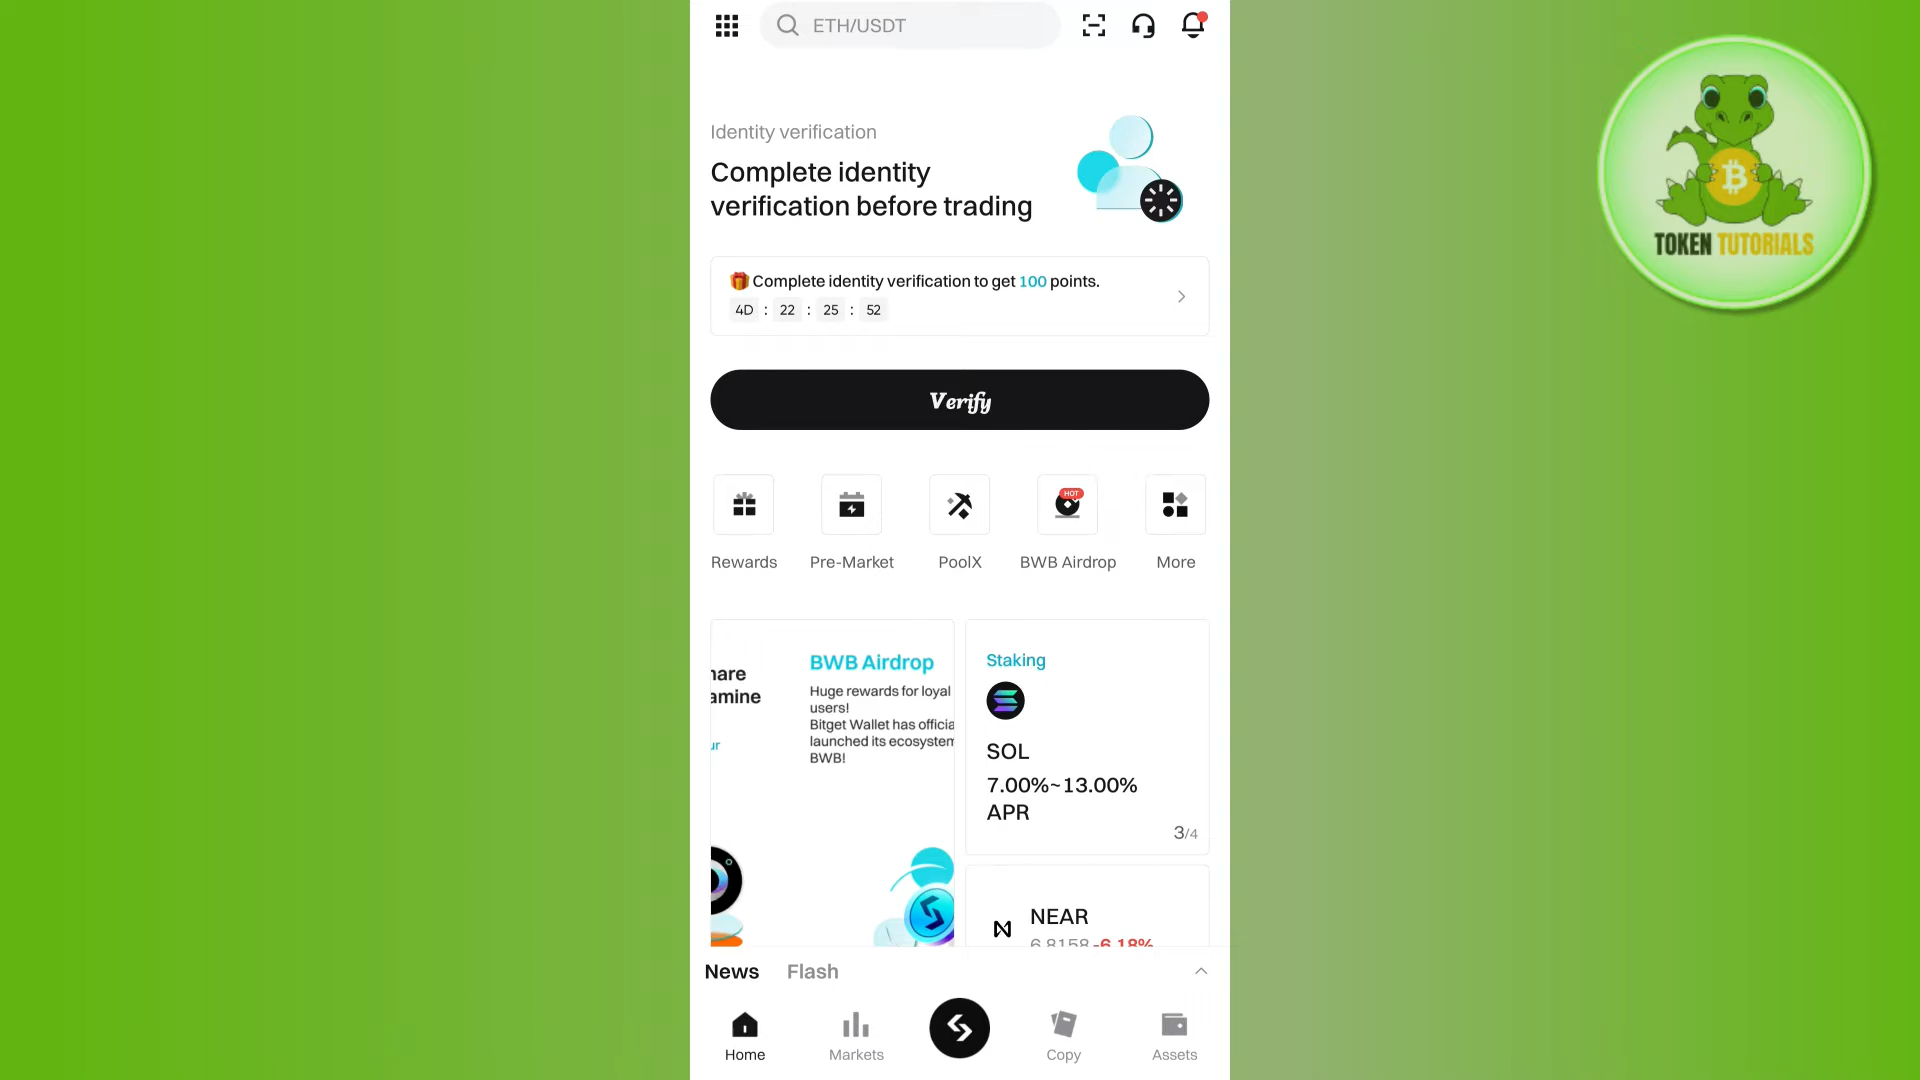 ETH/USDT
Identity verification
Complete identity
verification before trading
Complete identity verification to get 100 points.
4D : 22 : 25 : 52
Verify
HOT
Rewards
Pre-Market
PoolX
BWB Airdrop
More
hare
amine
ur
BWB Airdrop
Huge rewards for loyal
users!
Bitget Wallet has officia
launched its ecosystem
BWB!
Staking
SOL
7.00%~13.00%
APR
3/4
NEAR
6.8158 -6.18%
News Flash
Home
Markets
Copy
Assets
TOKEN TUTORIALS